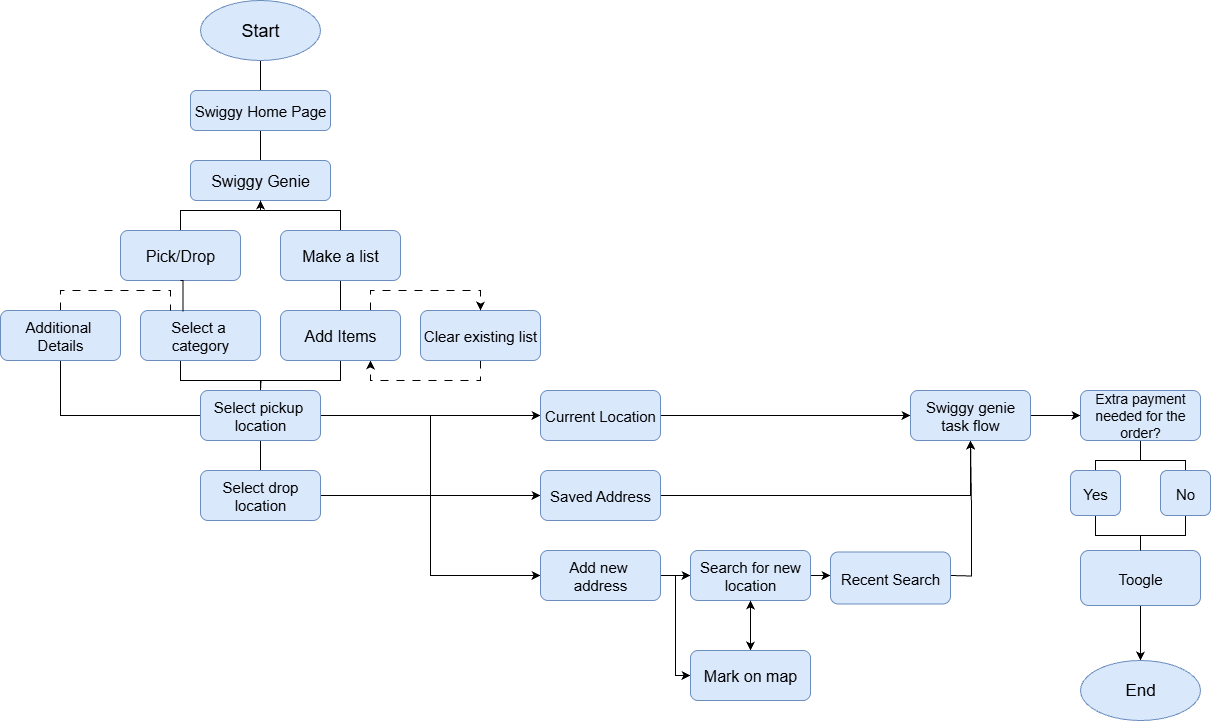 Start
Swiggy Home Page
Swiggy Genie
Pick/Drop
Make a list
Additional
Details
Select a
category
Add Items
Clear existing list
Select pickup
location
Current Location
Swiggy genie
task flow
Extra payment
needed for the
order?
Select drop
location
Saved Address
Yes
No
Add new
address
Search for new
location
Recent Search
Toogle
Mark on map
End